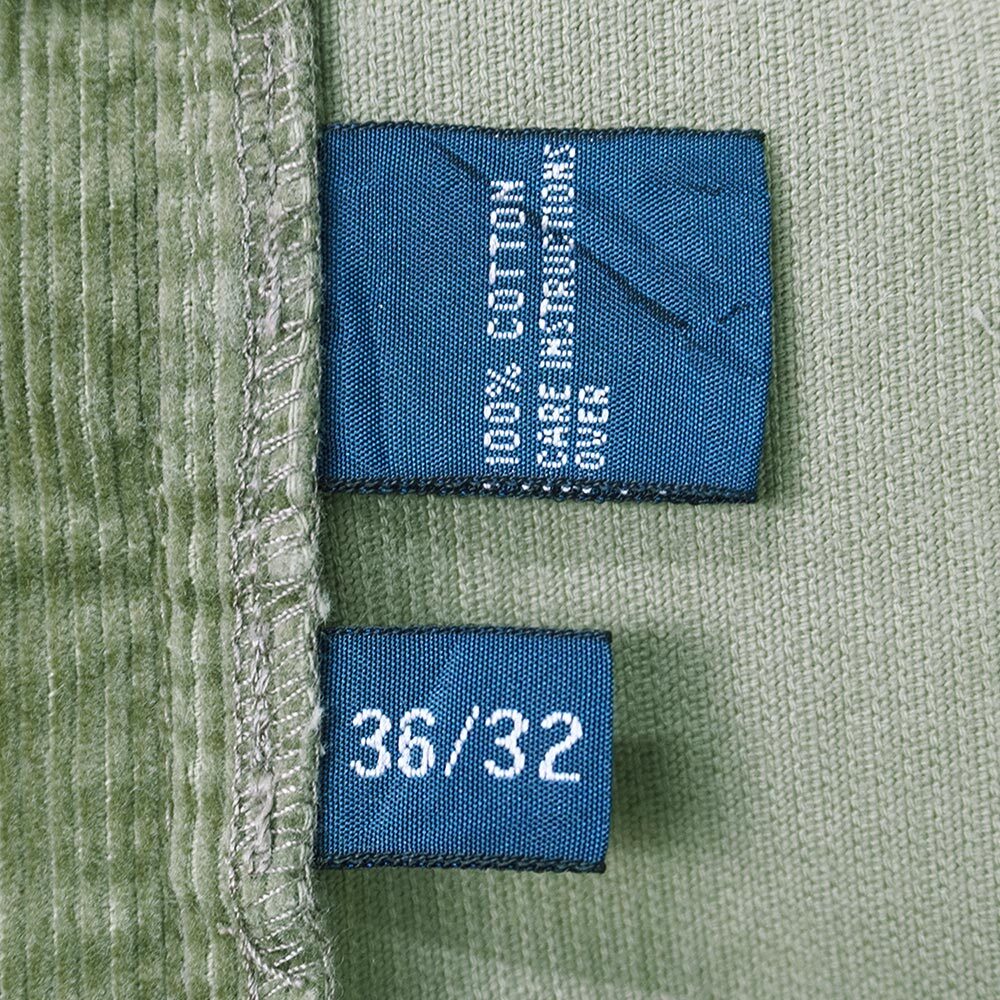 100% COTTON
CARE INSTRUCTIONS
OVER
36/32